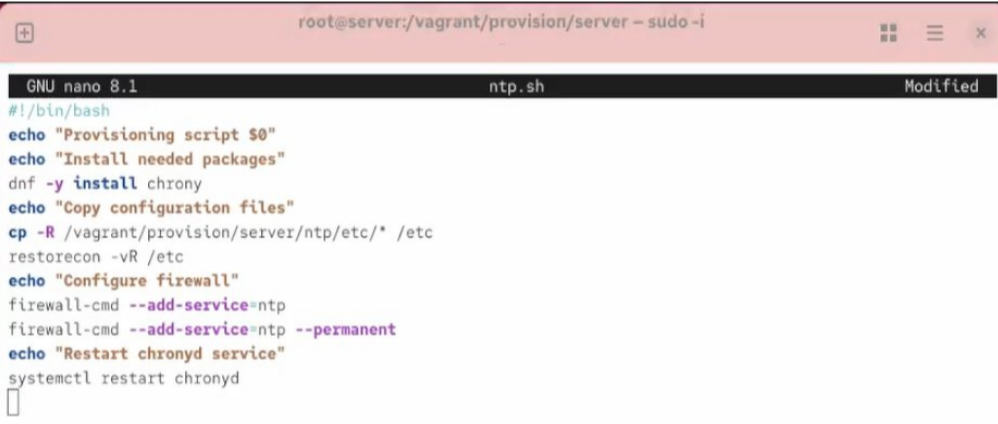 root@server:/vagrant/provision/server – sudo -i
GNU nano 8.1 ntp.sh Modified
#!/bin/bash
echo "Provisioning script $0"
echo "Install needed packages"
dnf -y install chrony
echo "Copy configuration files"
cp -R /vagrant/provision/server/ntp/etc/* /etc
restorecon -vR /etc
echo "Configure firewall"
firewall-cmd --add-service=ntp
firewall-cmd --add-service=ntp --permanent
echo "Restart chronyd service"
systemctl restart chronyd